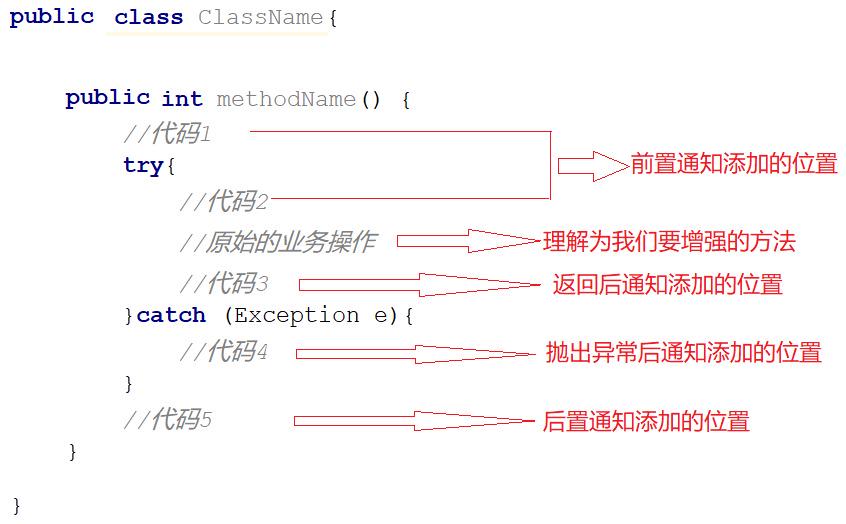 public class ClassName{
public int methodName() {
//代码1
try{
前置通知添加的位置
//代码2
//原始的业务操作 理解为我们要增强的方法
//代码3 返回后通知添加的位置
}catch (Exception e){
//代码4 抛出异常后通知添加的位置
}
//代码5 后置通知添加的位置
}
}